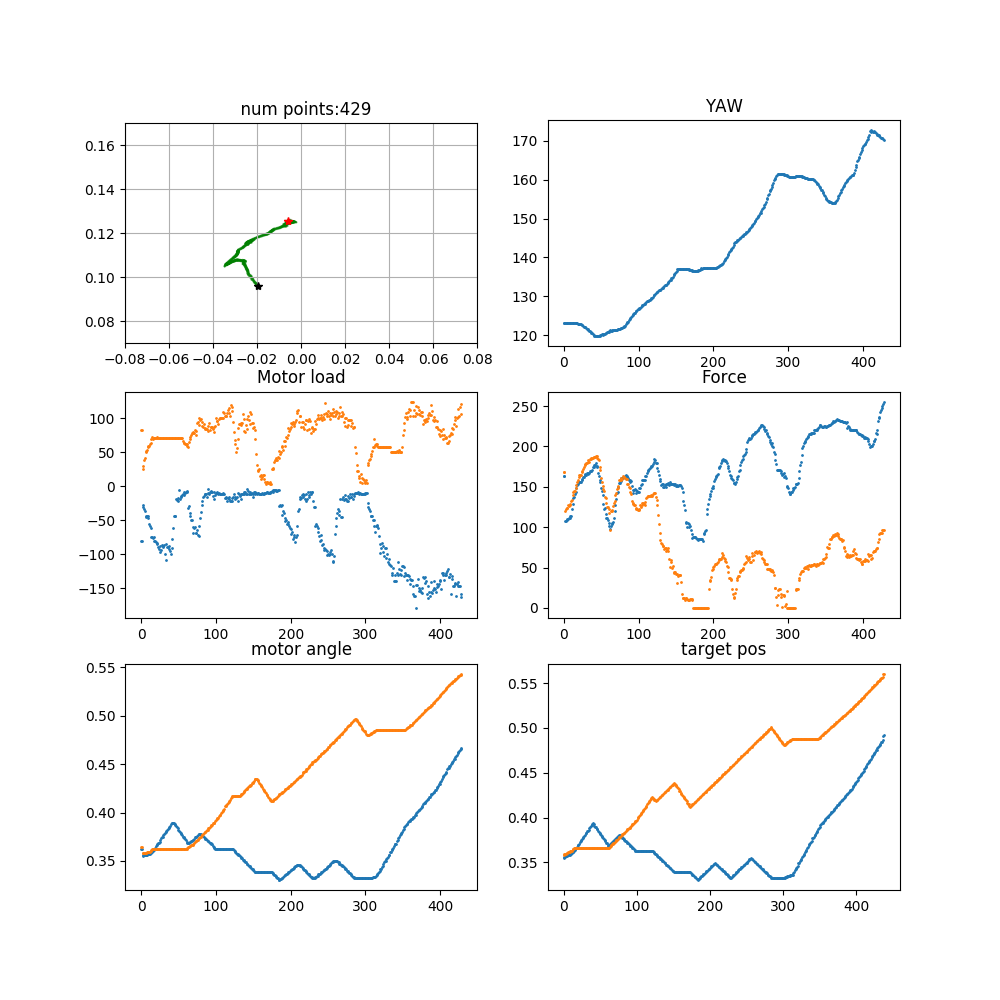 num points:429
0.16
0.14
0.12
0.10
0.08
−0.08 −0.06 −0.04 −0.02 0.00 0.02 0.04 0.06 0.08
YAW
170
160
150
140
130
120
0 100 200 300 400
Motor load
100
50
0
−50
−100
−150
0 100 200 300 400
Force
250
200
150
100
50
0
0 100 200 300 400
motor angle
0.55
0.50
0.45
0.40
0.35
0 100 200 300 400
target pos
0.55
0.50
0.45
0.40
0.35
0 100 200 300 400